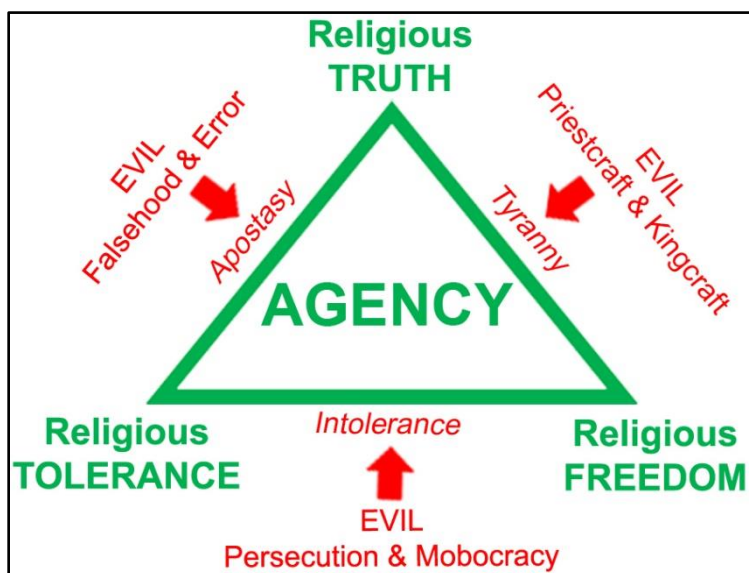 Religious
TRUTH
EVIL
Falsehood & Error
Apostasy
EVIL
Priestcraft & Kingcraft
Tyranny
AGENCY
Religious
TOLERANCE
Intolerance
Religious
FREEDOM
EVIL
Persecution & Mobocracy